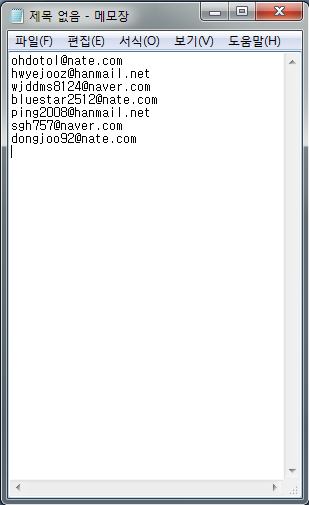 제목 없음 - 메모장
파일(F) 편집(E) 서식(O) 보기(V) 도움말(H)
ohdotol@nate.com
hwyejooz@hanmail.net
wjddms8124@naver.com
bluestar2512@nate.com
ping2008@hanmail.net
sgh757@naver.com
dongjoo92@nate.com